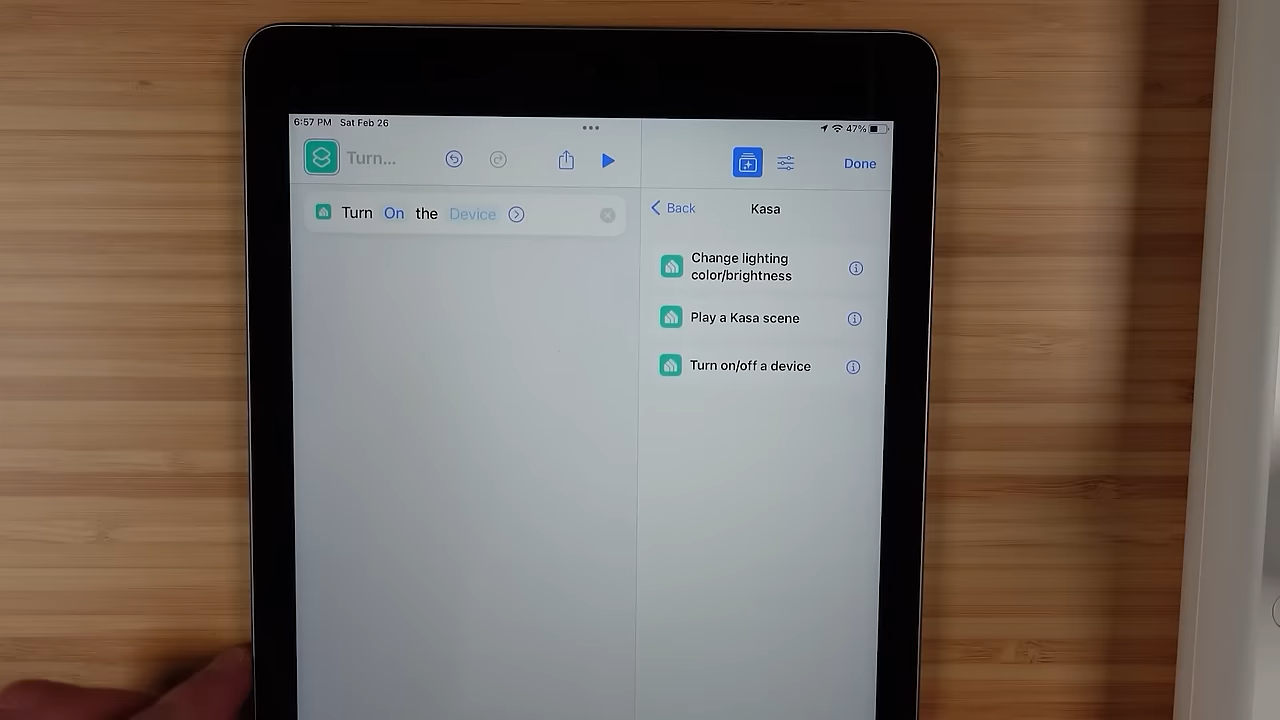 6:57 PM Sat Feb 26
47%
Turn...
Done
Turn On the Device
Back
Kasa
Change lighting
color/brightness
Play a Kasa scene
Turn on/off a device